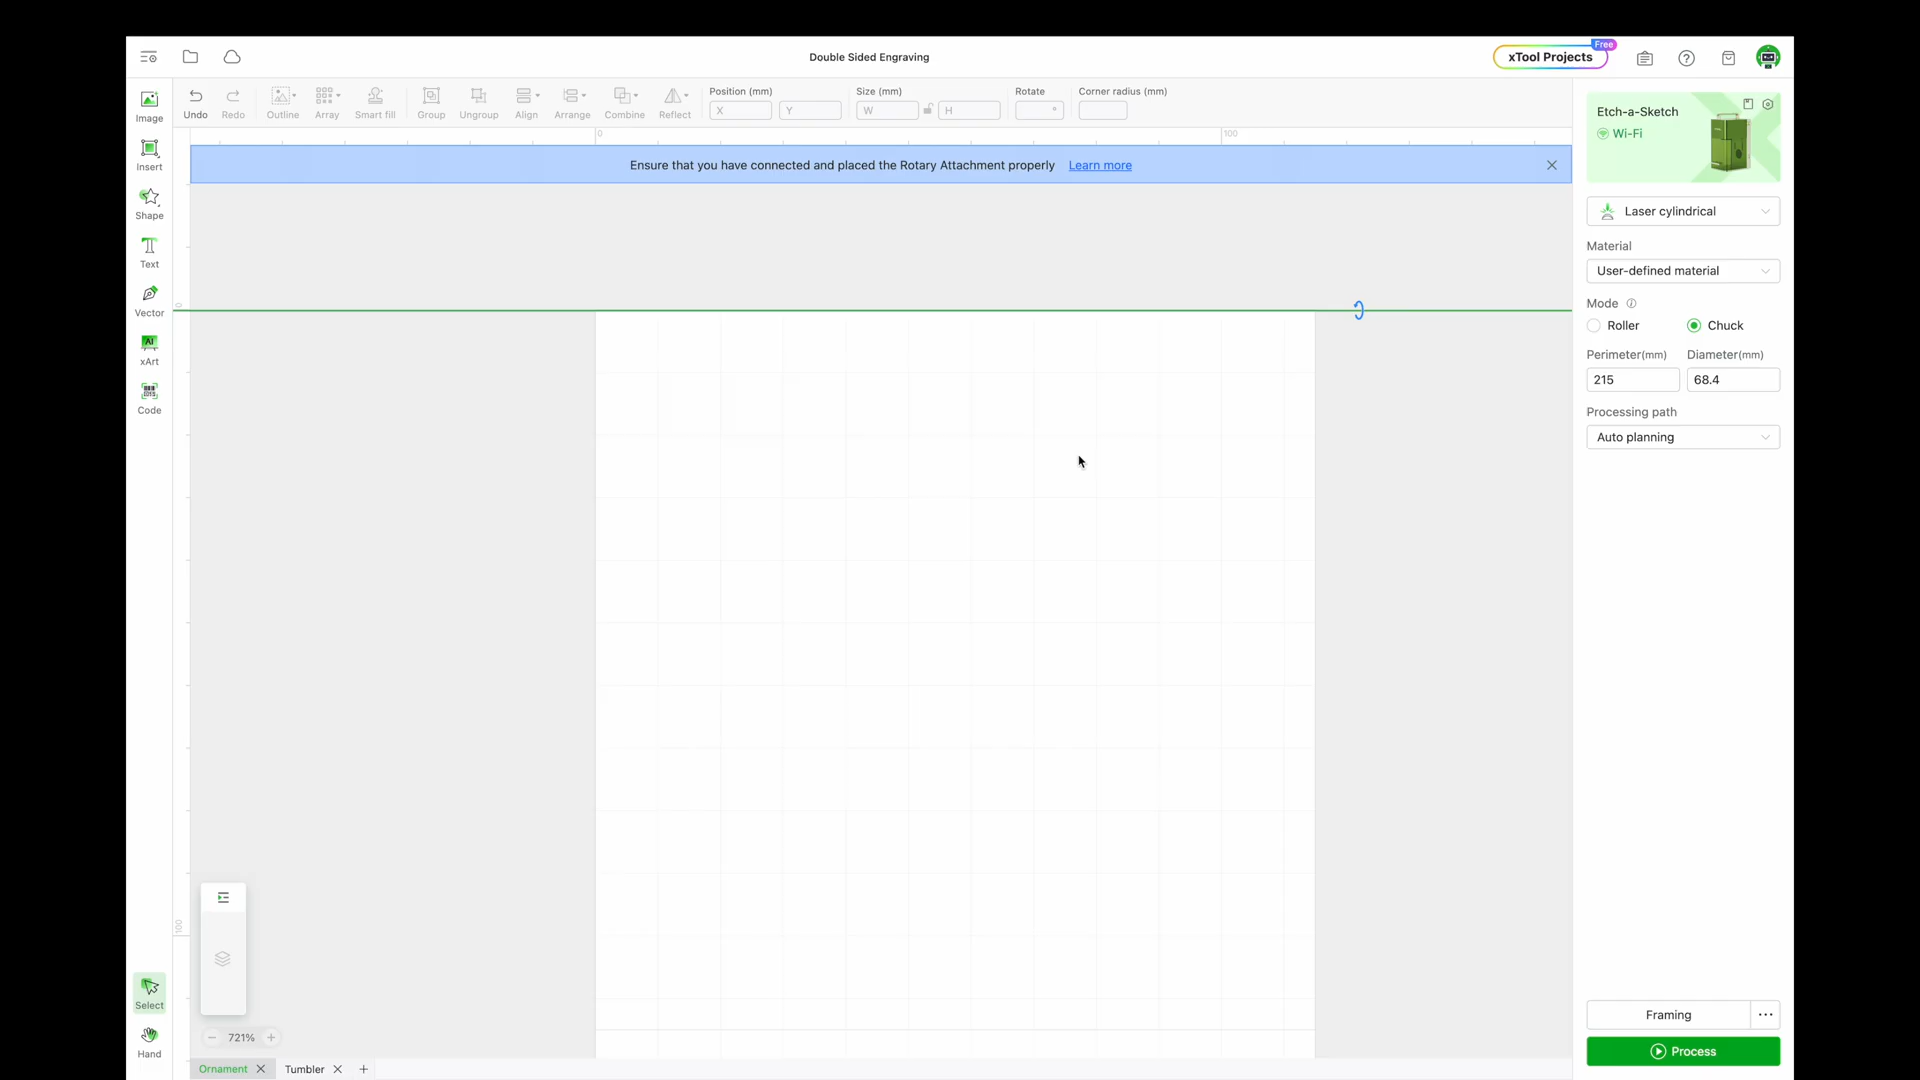 Double Sided Engraving
xTool Projects
Free
Image
Insert
Shape
Text
Vector
AI
xArt
Code
Select
Hand
Undo
Redo
Outline
Array
Smart fill
Group
Ungroup
Align
Arrange
Combine
Reflect
Position (mm)
X
Y
Size (mm)
W
H
Rotate
°
Corner radius (mm)
0
100
Ensure that you have connected and placed the Rotary Attachment properly Learn more
0
100
721%
Ornament
Tumbler
Etch-a-Sketch
Wi-Fi
Laser cylindrical
Material
User-defined material
Mode
Roller
Chuck
Perimeter(mm)
Diameter(mm)
215
68.4
Processing path
Auto planning
Framing
Process